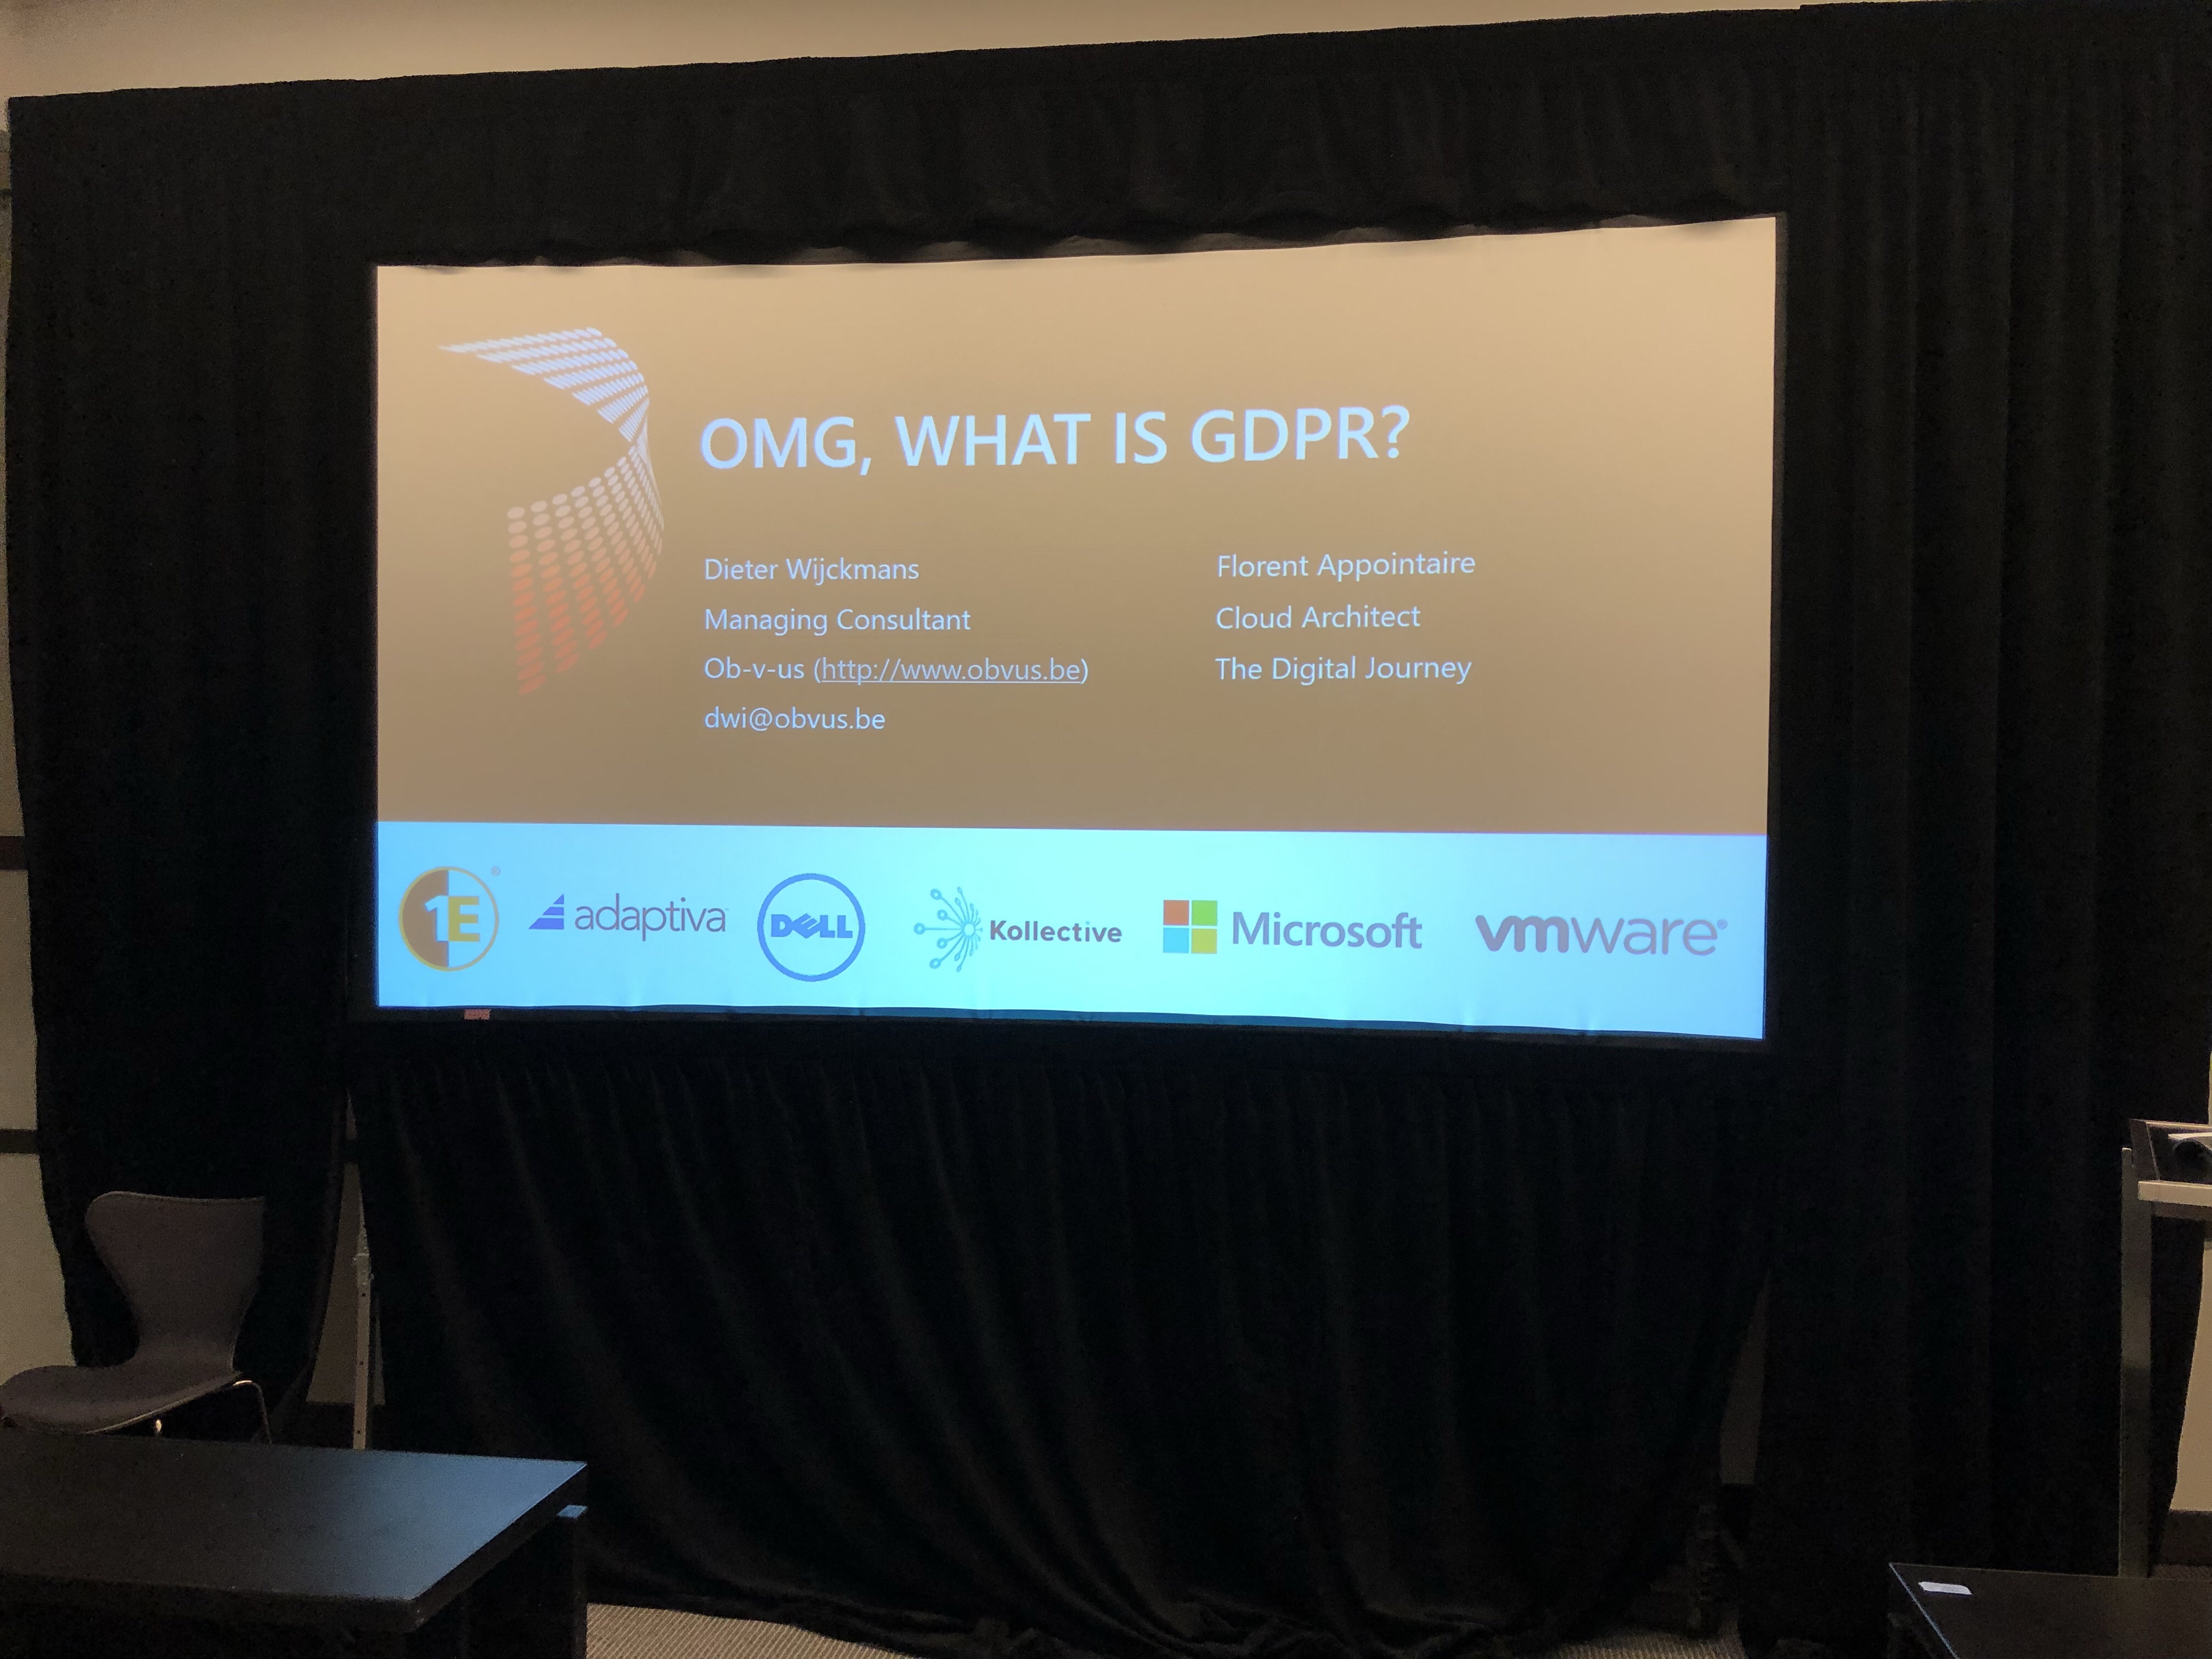 OMG, WHAT IS GDPR?
Dieter Wijckmans
Managing Consultant
Ob-v-us (http://www.obvus.be)
dwi@obvus.be
Florent Appointaire
Cloud Architect
The Digital Journey
1E®
adaptiva
DELL
Kollective
Microsoft
vmware®